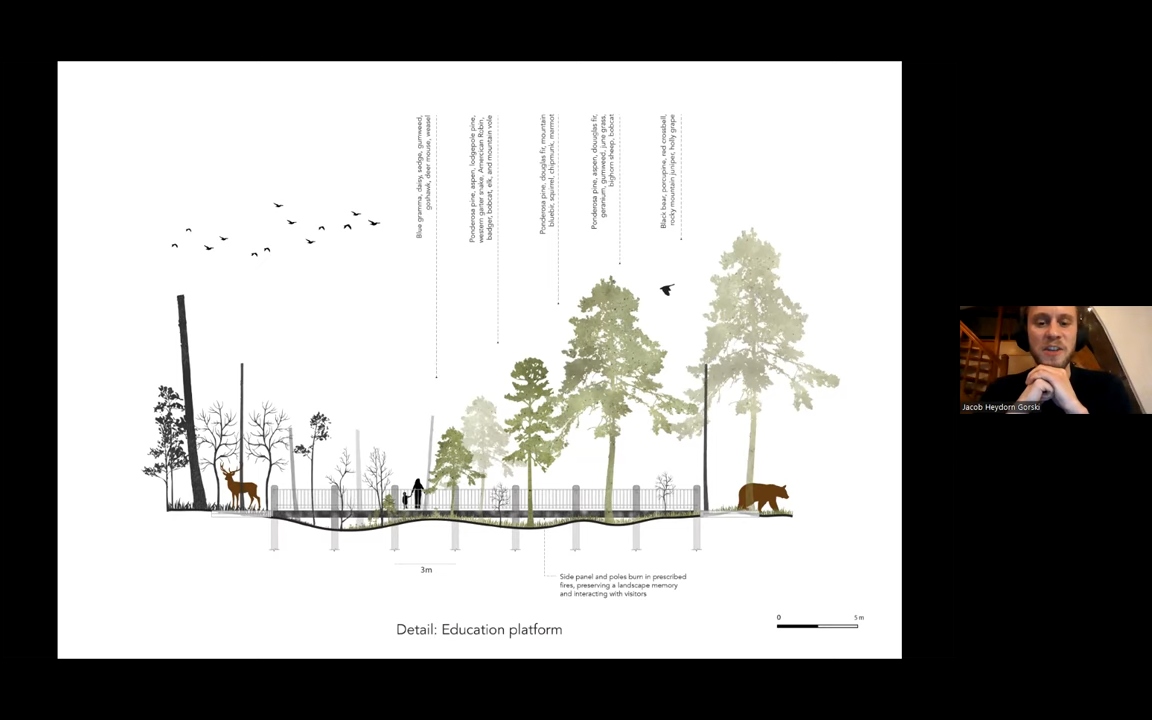 Blue gramma, daisy, sedge, gumweed,
goshawk, deer mouse, weasel
Ponderosa pine, aspen, lodgepole pine,
western garter snake. Amercican Robin,
badger, bobcat, elk, and mountain vole
Ponderosa pine, douglas fir, mountain
bluebir, squirrel, chipmunk, marmot
Ponderosa pine, aspen, douuglas fir,
geranium, gumweed, june grass,
bighorn sheep, bobcat
Black bear, porcupine, red crossball,
rocky mountain juniper, holly grape
Jacob Heydorn Gorski
3m
Side panel and poles burn in prescribed
fires, preserving a landscape memory
and interacting with visitors
0 5 m
Detail: Education platform